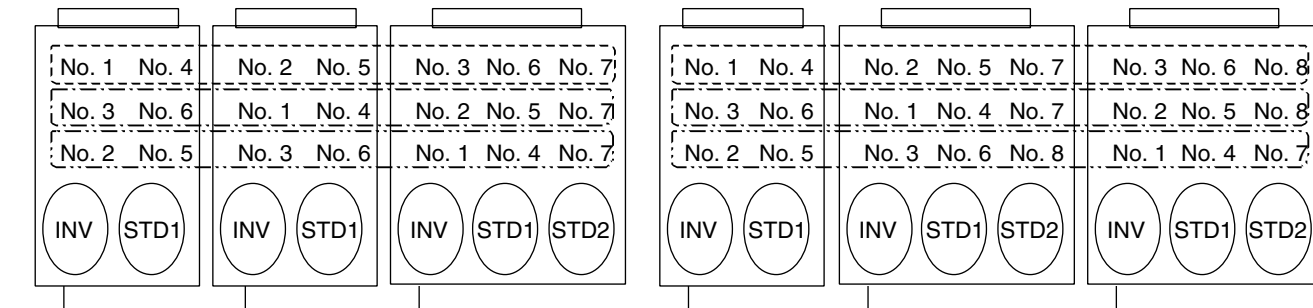 No. 1 No. 4 No. 2 No. 5 No. 3 No. 6 No. 7 No. 1 No. 4 No. 2 No. 5 No. 7 No. 3 No. 6 No. 8
No. 3 No. 6 No. 1 No. 4 No. 2 No. 5 No. 7 No. 3 No. 6 No. 1 No. 4 No. 7 No. 2 No. 5 No. 8
No. 2 No. 5 No. 3 No. 6 No. 1 No. 4 No. 7 No. 2 No. 5 No. 3 No. 6 No. 8 No. 1 No. 4 No. 7
INV STD1 INV STD1 INV STD1 STD2 INV STD1 INV STD1 STD2 INV STD1 STD2